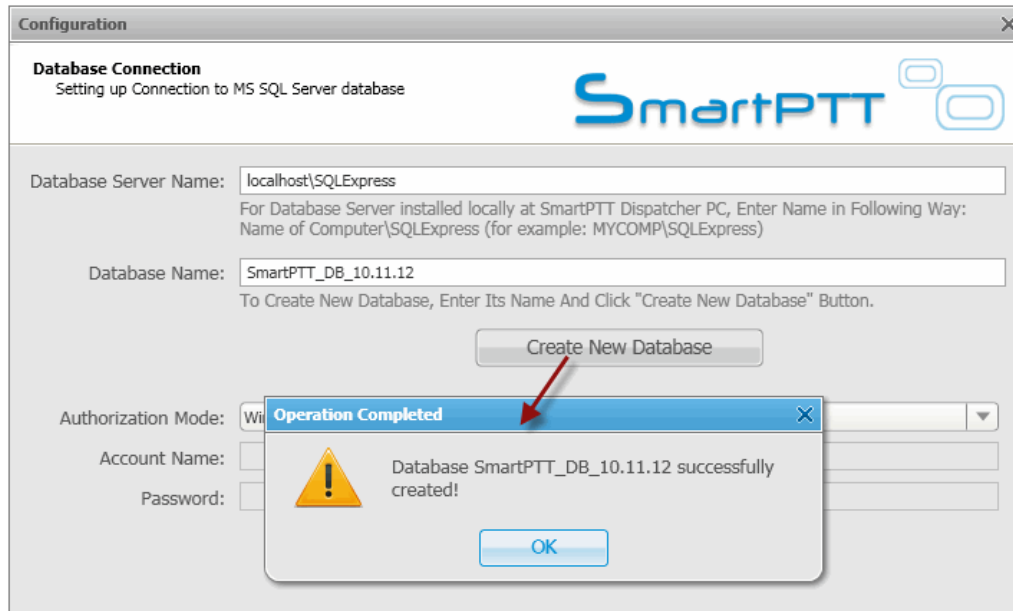 Configuration
Database Connection
Setting up Connection to MS SQL Server database
SmartPTT
Database Server Name:
localhost\SQLExpress
For Database Server installed locally at SmartPTT Dispatcher PC, Enter Name in Following Way:
Name of Computer\SQLExpress (for example: MYCOMP\SQLExpress)
Database Name:
SmartPTT_DB_10.11.12
To Create New Database, Enter Its Name And Click "Create New Database" Button.
Create New Database
Authorization Mode:
Operation Completed
Account Name:
Database SmartPTT_DB_10.11.12 successfully
created!
Password:
OK